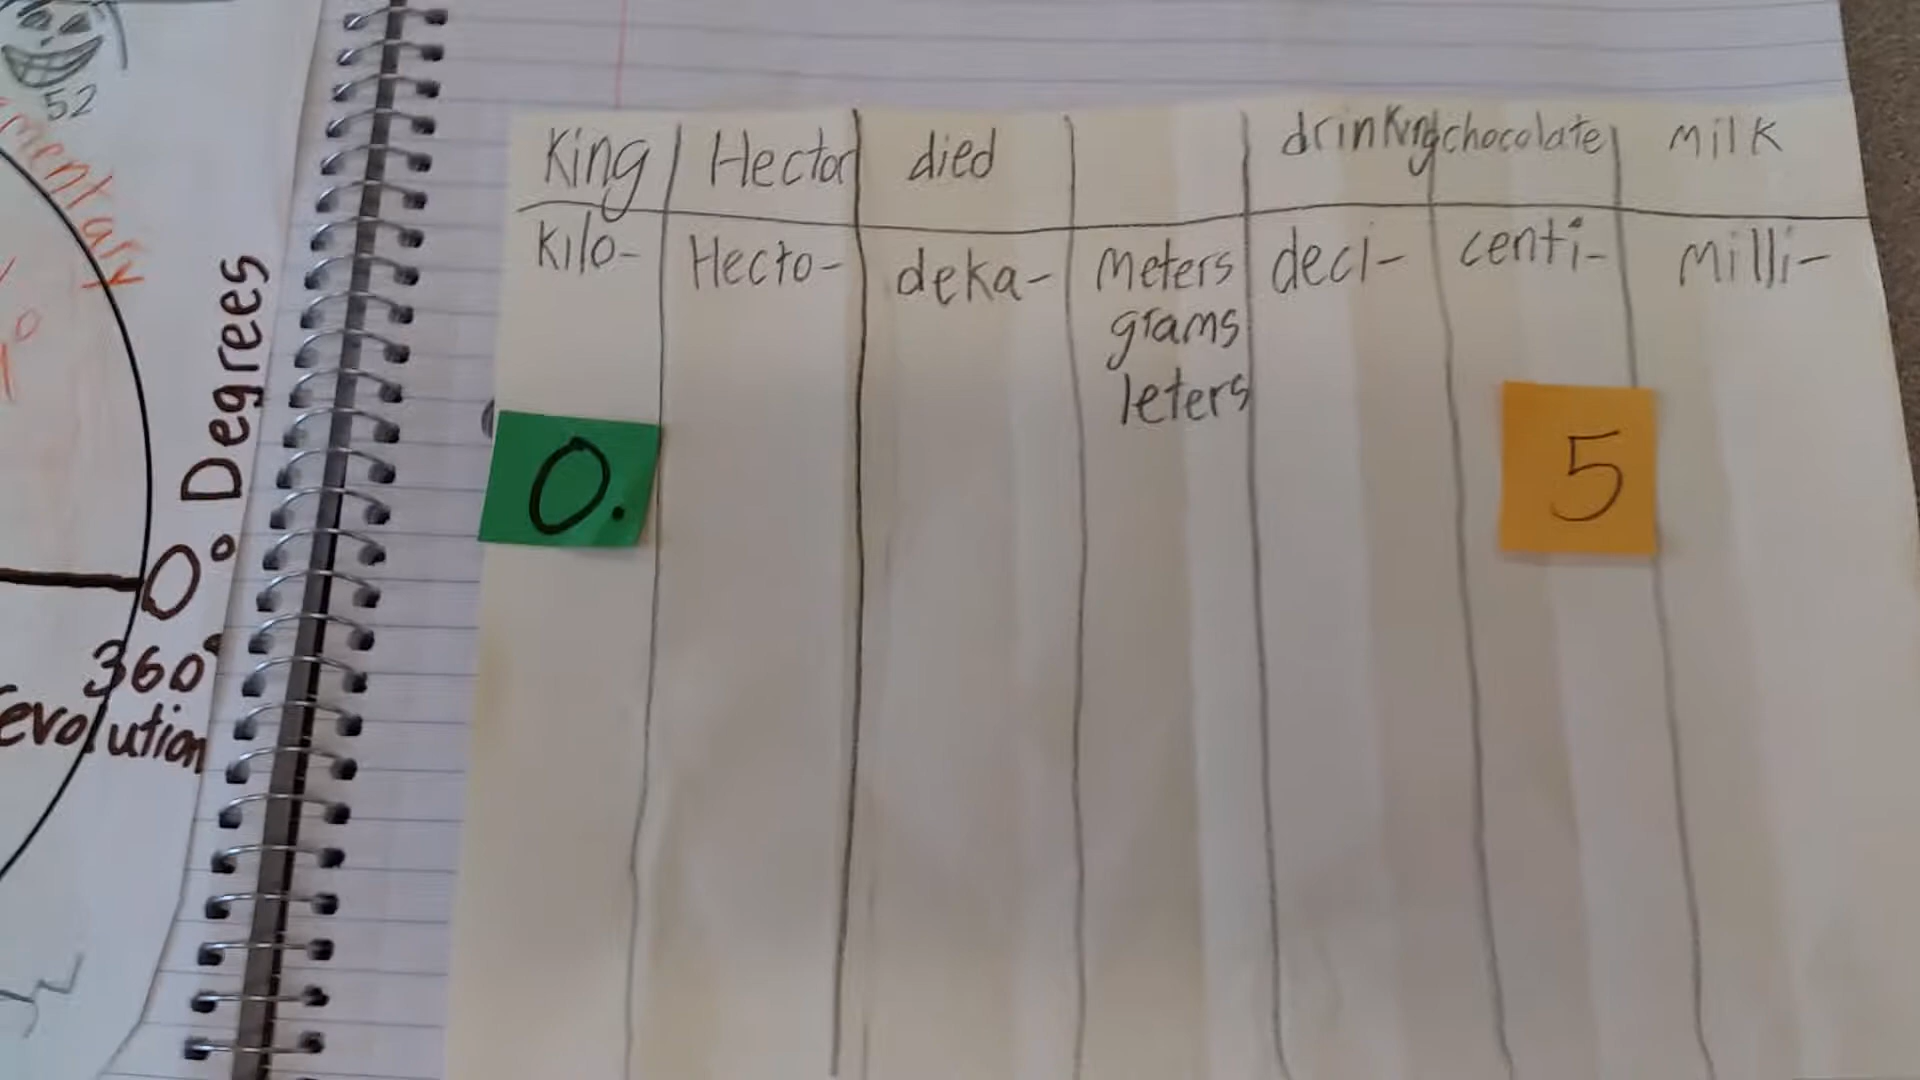 52
mentary
Degrees
0°
360°
evolution
King Hector died drinking chocolate milk
Kilo- Hecto- deka- Meters deci- centi- Milli-
grams
leters
0. 5